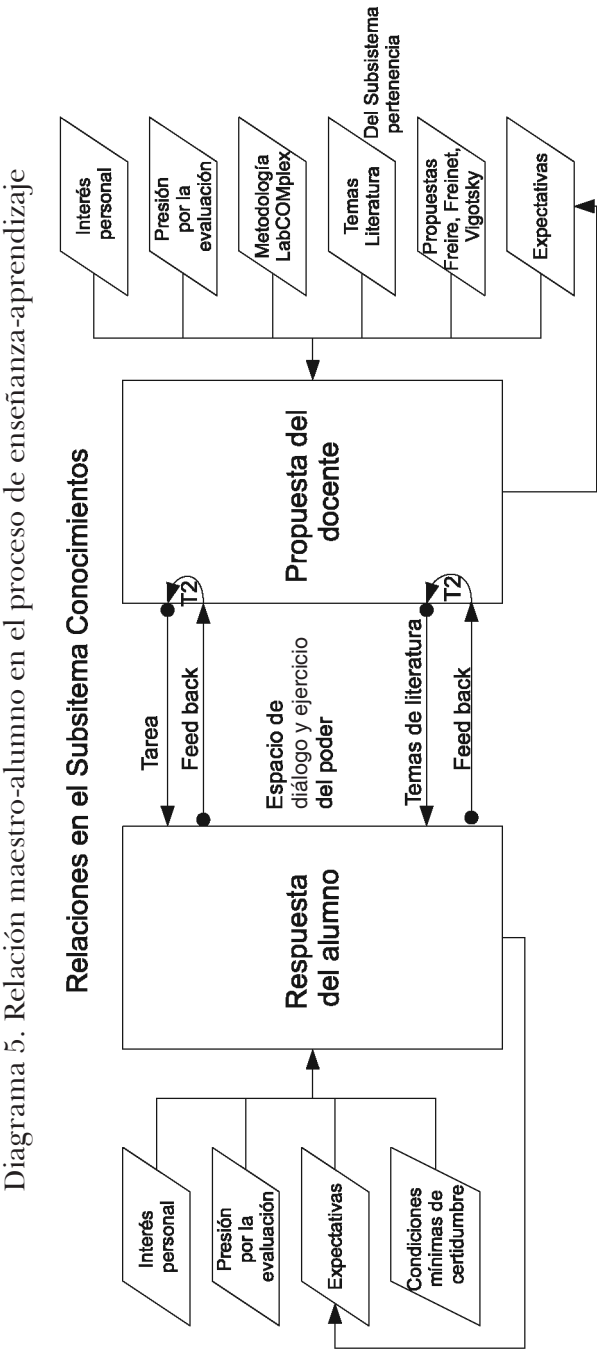 Diagrama 5. Relación maestro-alumno en el proceso de enseñanza-aprendizaje
Relaciones en el Subsitema Conocimientos
Interés
personal
Presión
por la
evaluación
Expectativas
Condiciones
mínimas de
certidumbre
Respuesta
del alumno
Tarea
Feed back
T2
Espacio de
diálogo y ejercicio
del poder
Temas de literatura
Feed back
T2
Propuesta del
docente
Interés
personal
Presión
por la
evaluación
Metodología
LabCOMplex
Temas
Literatura
Del Subsistema
pertenencia
Propuestas
Freire, Freinet,
Vigotsky
Expectativas